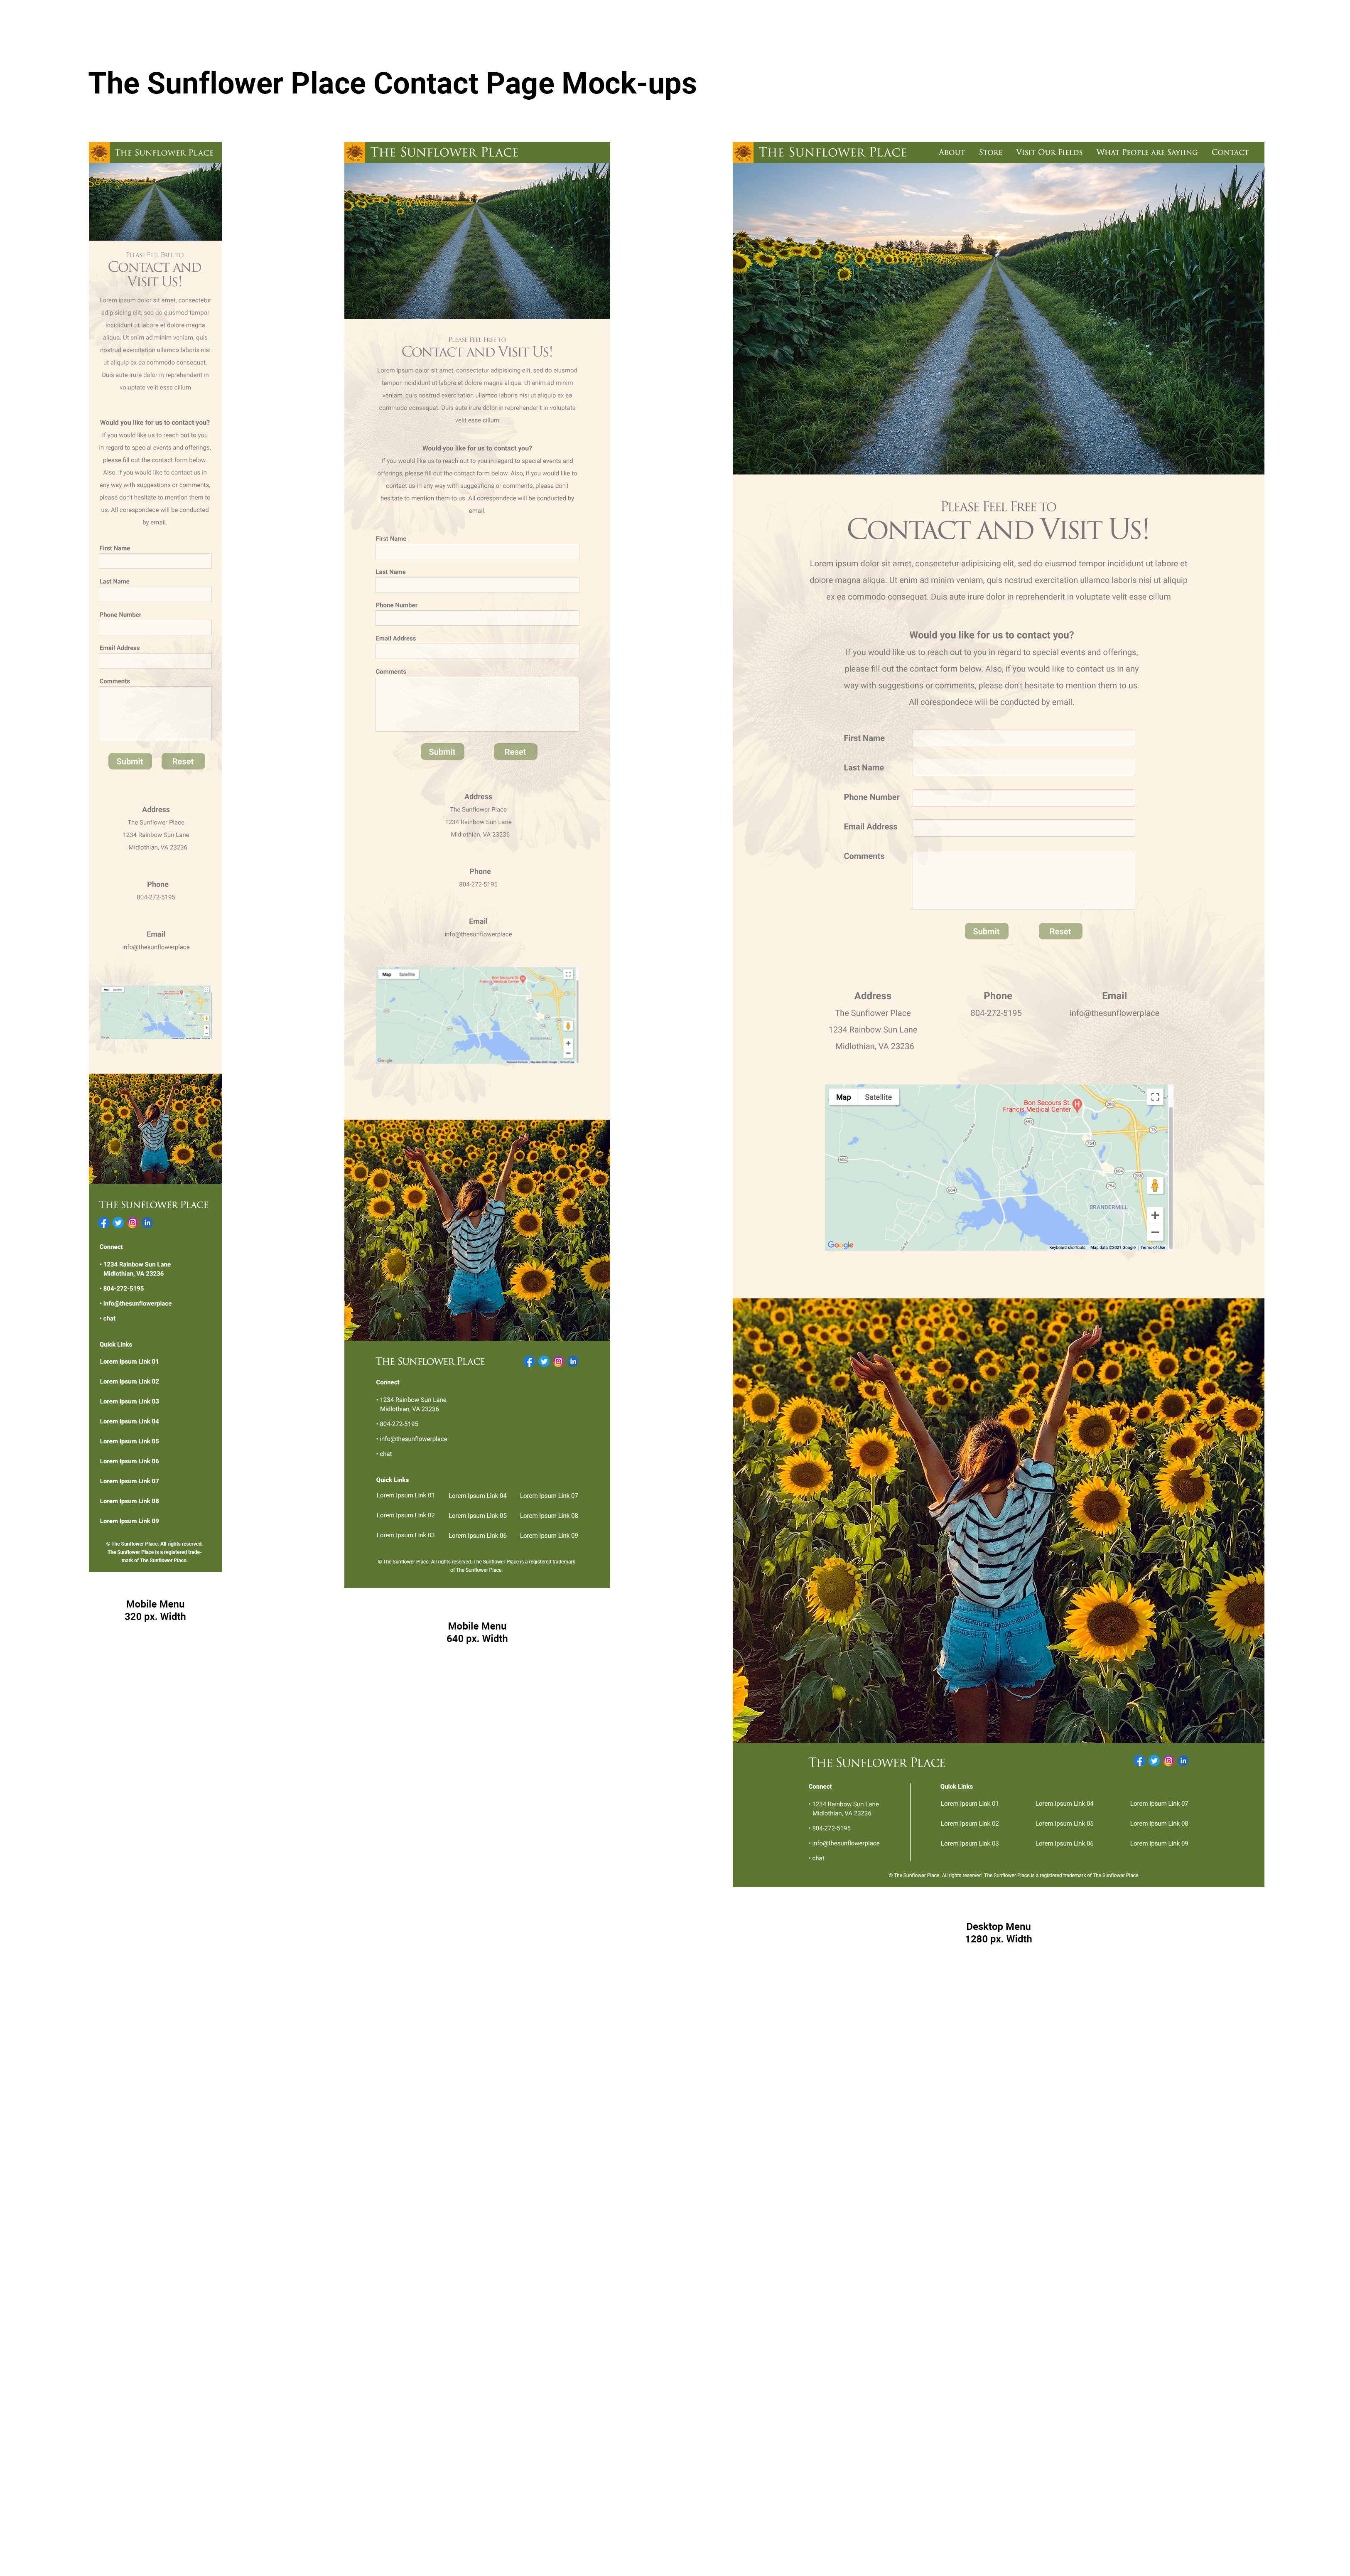 The Sunflower Place Contact Page Mock-ups
The Sunflower Place
Please Feel Free to
Contact and
Visit Us!
Lorem ipsum dolor sit amet, consectetur
adipisicing elit, sed do eiusmod tempor
incididunt ut labore et dolore magna
aliqua. Ut enim ad minim veniam, quis
nostrud exercitation ullamco laboris nisi
ut aliquip ex ea commodo consequat.
Duis aute irure dolor in reprehenderit in
voluptate velit esse cillum
Would you like for us to contact you?
If you would like us to reach out to you
in regard to special events and offerings,
please fill out the contact form below.
Also, if you would like to contact us in
any way with suggestions or comments,
please don't hesitate to mention them to
us. All corespondece will be conducted
by email.
First Name
Last Name
Phone Number
Email Address
Comments
Submit Reset
Address
The Sunflower Place
1234 Rainbow Sun Lane
Midlothian, VA 23236
Phone
804-272-5195
Email
info@thesunflowerplace
Map Satellite
Google
The Sunflower Place
Connect
• 1234 Rainbow Sun Lane
Midlothian, VA 23236
• 804-272-5195
• info@thesunflowerplace
• chat
Quick Links
Lorem Ipsum Link 01
Lorem Ipsum Link 02
Lorem Ipsum Link 03
Lorem Ipsum Link 04
Lorem Ipsum Link 05
Lorem Ipsum Link 06
Lorem Ipsum Link 07
Lorem Ipsum Link 08
Lorem Ipsum Link 09
© The Sunflower Place. All rights reserved.
The Sunflower Place is a registered trade-
mark of The Sunflower Place.
Mobile Menu
320 px. Width
The Sunflower Place
Please Feel Free to
Contact and Visit Us!
Lorem ipsum dolor sit amet, consectetur adipisicing elit, sed do eiusmod
tempor incididunt ut labore et dolore magna aliqua. Ut enim ad minim
veniam, quis nostrud exercitation ullamco laboris nisi ut aliquip ex ea
commodo consequat. Duis aute irure dolor in reprehenderit in voluptate
velit esse cillum
Would you like for us to contact you?
If you would like us to reach out to you in regard to special events and
offerings, please fill out the contact form below. Also, if you would like to
contact us in any way with suggestions or comments, please don't
hesitate to mention them to us. All corespondece will be conducted by
email.
First Name
Last Name
Phone Number
Email Address
Comments
Submit Reset
Address
The Sunflower Place
1234 Rainbow Sun Lane
Midlothian, VA 23236
Phone
804-272-5195
Email
info@thesunflowerplace
Map Satellite
Bon Secours St.
Francis Medical Center
BRANDERMILL
Google
Keyboard shortcuts Map data ©2021 Google Terms of Use
The Sunflower Place
Connect
• 1234 Rainbow Sun Lane
Midlothian, VA 23236
• 804-272-5195
• info@thesunflowerplace
• chat
Quick Links
Lorem Ipsum Link 01 Lorem Ipsum Link 04 Lorem Ipsum Link 07
Lorem Ipsum Link 02 Lorem Ipsum Link 05 Lorem Ipsum Link 08
Lorem Ipsum Link 03 Lorem Ipsum Link 06 Lorem Ipsum Link 09
© The Sunflower Place. All rights reserved. The Sunflower Place is a registered trademark
of The Sunflower Place.
Mobile Menu
640 px. Width
The Sunflower Place About Store Visit Our Fields What People are Sayiing Contact
Please Feel Free to
Contact and Visit Us!
Lorem ipsum dolor sit amet, consectetur adipisicing elit, sed do eiusmod tempor incididunt ut labore et
dolore magna aliqua. Ut enim ad minim veniam, quis nostrud exercitation ullamco laboris nisi ut aliquip
ex ea commodo consequat. Duis aute irure dolor in reprehenderit in voluptate velit esse cillum
Would you like for us to contact you?
If you would like us to reach out to you in regard to special events and offerings,
please fill out the contact form below. Also, if you would like to contact us in any
way with suggestions or comments, please don't hesitate to mention them to us.
All corespondece will be conducted by email.
First Name
Last Name
Phone Number
Email Address
Comments
Submit Reset
Address Phone Email
The Sunflower Place 804-272-5195 info@thesunflowerplace
1234 Rainbow Sun Lane
Midlothian, VA 23236
Map Satellite
Bon Secours St.
Francis Medical Center
BRANDERMILL
Google
Keyboard shortcuts Map data ©2021 Google Terms of Use
The Sunflower Place
Connect Quick Links
• 1234 Rainbow Sun Lane Lorem Ipsum Link 01 Lorem Ipsum Link 04 Lorem Ipsum Link 07
Midlothian, VA 23236
• 804-272-5195 Lorem Ipsum Link 02 Lorem Ipsum Link 05 Lorem Ipsum Link 08
• info@thesunflowerplace Lorem Ipsum Link 03 Lorem Ipsum Link 06 Lorem Ipsum Link 09
• chat
© The Sunflower Place. All rights reserved. The Sunflower Place is a registered trademark of The Sunflower Place.
Desktop Menu
1280 px. Width